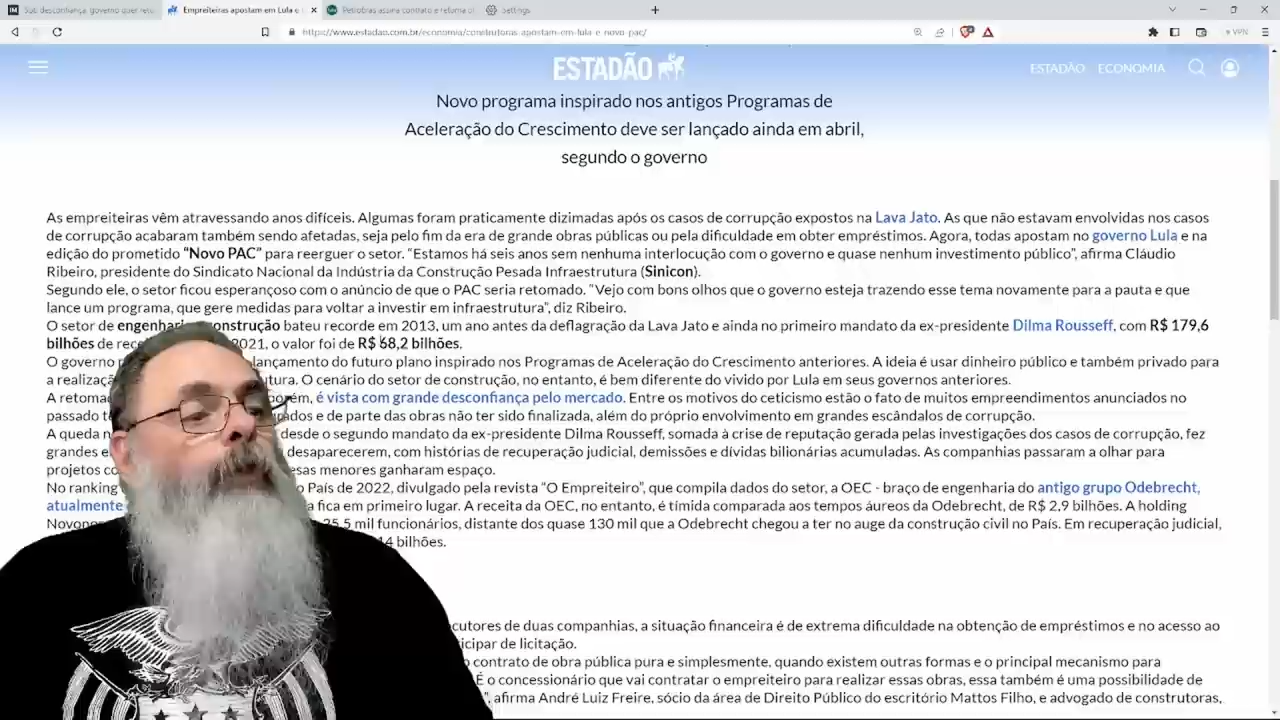 Empreiteiras apostam em Lula e
Petrobras assina contrato e retoma
Settings
https://www.estadao.com.br/economia/construtoras-apostam-em-lula-e-novo-pac/
VPN
ESTADÃO
ESTADÃO ECONOMIA
Novo programa inspirado nos antigos Programas de
Aceleração do Crescimento deve ser lançado ainda em abril,
segundo o governo
As empreiteiras vêm atravessando anos difíceis. Algumas foram praticamente dizimadas após os casos de corrupção expostos na Lava Jato. As que não estavam envolvidas nos casos
de corrupção acabaram também sendo afetadas, seja pelo fim da era de grande obras públicas ou pela dificuldade em obter empréstimos. Agora, todas apostam no governo Lula e na
edição do prometido “Novo PAC” para reerguer o setor. “Estamos há seis anos sem nenhuma interlocução com o governo e quase nenhum investimento público”, afirma Cláudio
Ribeiro, presidente do Sindicato Nacional da Indústria da Construção Pesada Infraestrutura (Sinicon).
Segundo ele, o setor ficou esperançoso com o anúncio de que o PAC seria retomado. “Vejo com bons olhos que o governo esteja trazendo esse tema novamente para a pauta e que
lance um programa, que gere medidas para voltar a investir em infraestrutura”, diz Ribeiro.
O setor de engenharia construção bateu recorde em 2013, um ano antes da deflagração da Lava Jato e ainda no primeiro mandato da ex-presidente Dilma Rousseff, com R$ 179,6
bilhões de 2021, o valor foi de R$ 68,2 bilhões.
O governo lançamento do futuro plano inspirado nos Programas de Aceleração do Crescimento anteriores. A ideia é usar dinheiro público e também privado para
a O cenário do setor de construção, no entanto, é bem diferente do vivido por Lula em seus governos anteriores.
A é vista com grande desconfiança pelo mercado. Entre os motivos do ceticismo estão o fato de muitos empreendimentos anunciados no
passado e de parte das obras não ter sido finalizada, além do próprio envolvimento em grandes escândalos de corrupção.
A queda desde o segundo mandato da ex-presidente Dilma Rousseff, somada à crise de reputação gerada pelas investigações dos casos de corrupção, fez
grandes desaparecerem, com histórias de recuperação judicial, demissões e dívidas bilionárias acumuladas. As companhias passaram a olhar para
projetos menores ganharam espaço.
No ranking País de 2022, divulgado pela revista “O Empreiteiro”, que compila dados do setor, a OEC - braço de engenharia do antigo grupo Odebrecht,
atualmente fica em primeiro lugar. A receita da OEC, no entanto, é tímida comparada aos tempos áureos da Odebrecht, de R$ 2,9 bilhões. A holding
25,5 mil funcionários, distante dos quase 130 mil que a Odebrecht chegou a ter no auge da construção civil no País. Em recuperação judicial,
bilhões.
de duas companhias, a situação financeira é de extrema dificuldade na obtenção de empréstimos e no acesso ao
de licitação.
contrato de obra pública pura e simplesmente, quando existem outras formas e o principal mecanismo para
É o concessionário que vai contratar o empreiteiro para realizar essas obras, essa também é uma possibilidade de
”, afirma André Luiz Freire, sócio da área de Direito Público do escritório Mattos Filho, e advogado de construtoras,